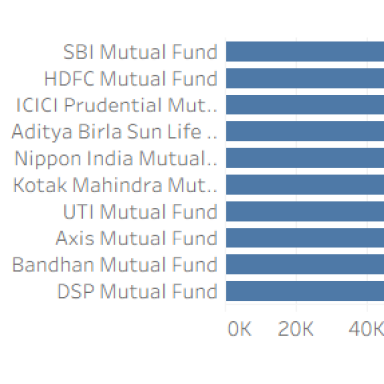 SBI Mutual Fund
HDFC Mutual Fund
ICICI Prudential Mut..
Aditya Birla Sun Life ..
Nippon India Mutual..
Kotak Mahindra Mut..
UTI Mutual Fund
Axis Mutual Fund
Bandhan Mutual Fund
DSP Mutual Fund
0K 20K 40K